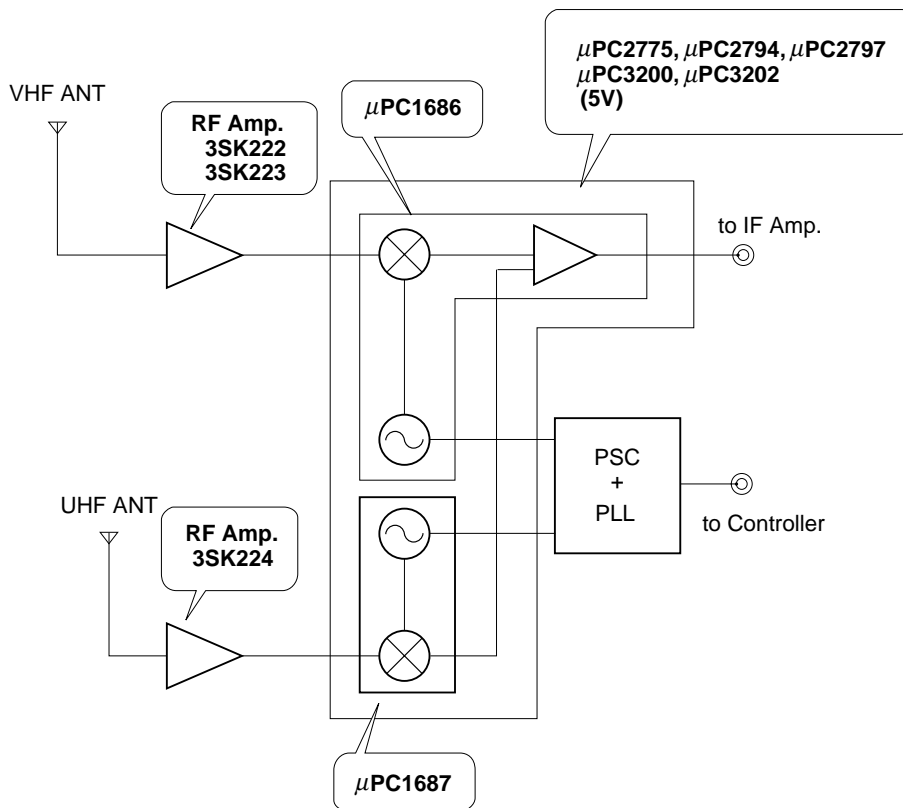 μPC2775, μPC2794, μPC2797
μPC3200, μPC3202
(5V)
VHF ANT
RF Amp.
3SK222
3SK223
μPC1686
to IF Amp.
PSC
+
PLL
to Controller
UHF ANT
RF Amp.
3SK224
μPC1687